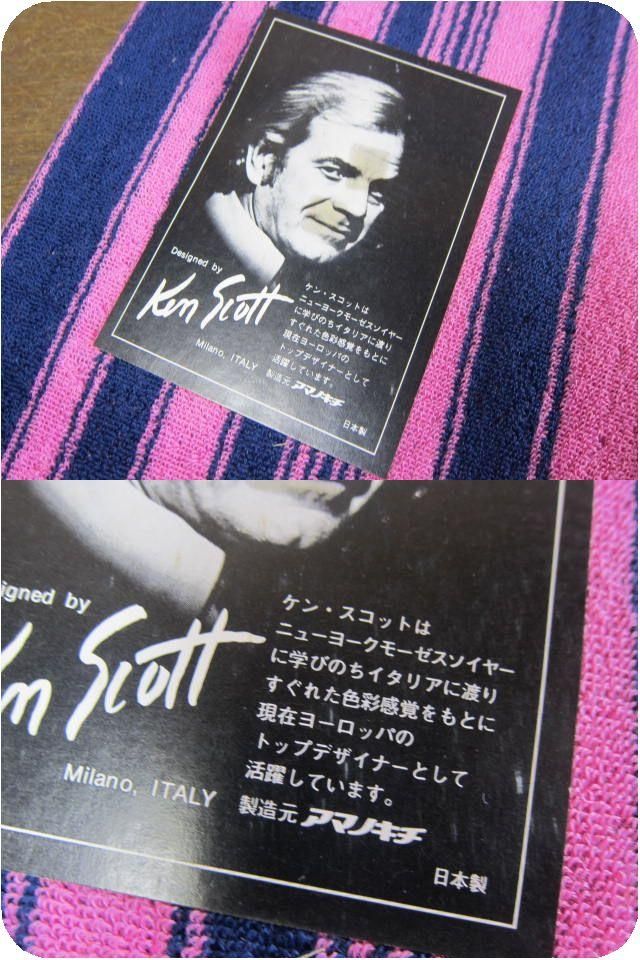 Designed by
Ken Scott
Milano, ITALY
ケン・スコットは
ニューヨークモーゼスソイヤー
に学びのちイタリアに渡り
すぐれた色彩感覚をもとに
現在ヨーロッパの
トップデザイナーとして
活躍しています。
製造元 アマノキチ
日本製
igned by
en Scott
Milano, ITALY
ケン・スコットは
ニューヨークモーゼスソイヤー
に学びのちイタリアに渡り
すぐれた色彩感覚をもとに
現在ヨーロッパの
トップデザイナーとして
活躍しています。
製造元 アマノキチ
日本製